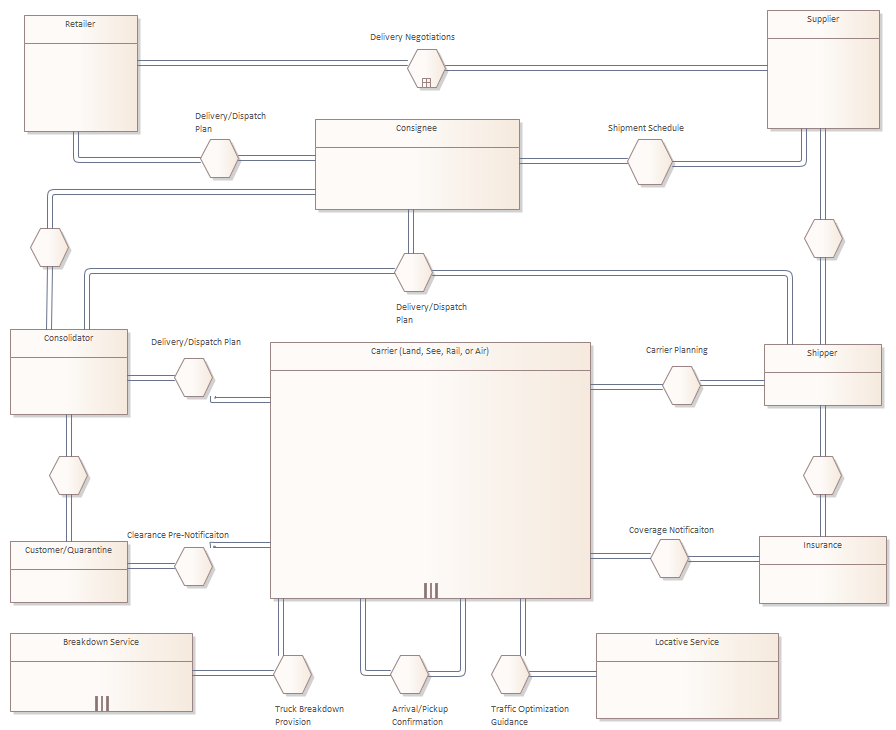 Retailer
Supplier
Delivery Negotiations
Delivery/Dispatch
Plan
Consignee
Shipment Schedule
Delivery/Dispatch
Plan
Consolidator
Delivery/Dispatch Plan
Carrier (Land, See, Rail, or Air)
Carrier Planning
Shipper
Clearance Pre-Notificaiton
Customer/Quarantine
Coverage Notificaiton
Insurance
Breakdown Service
Locative Service
Truck Breakdown
Provision
Arrival/Pickup
Confirmation
Traffic Optimization
Guidance